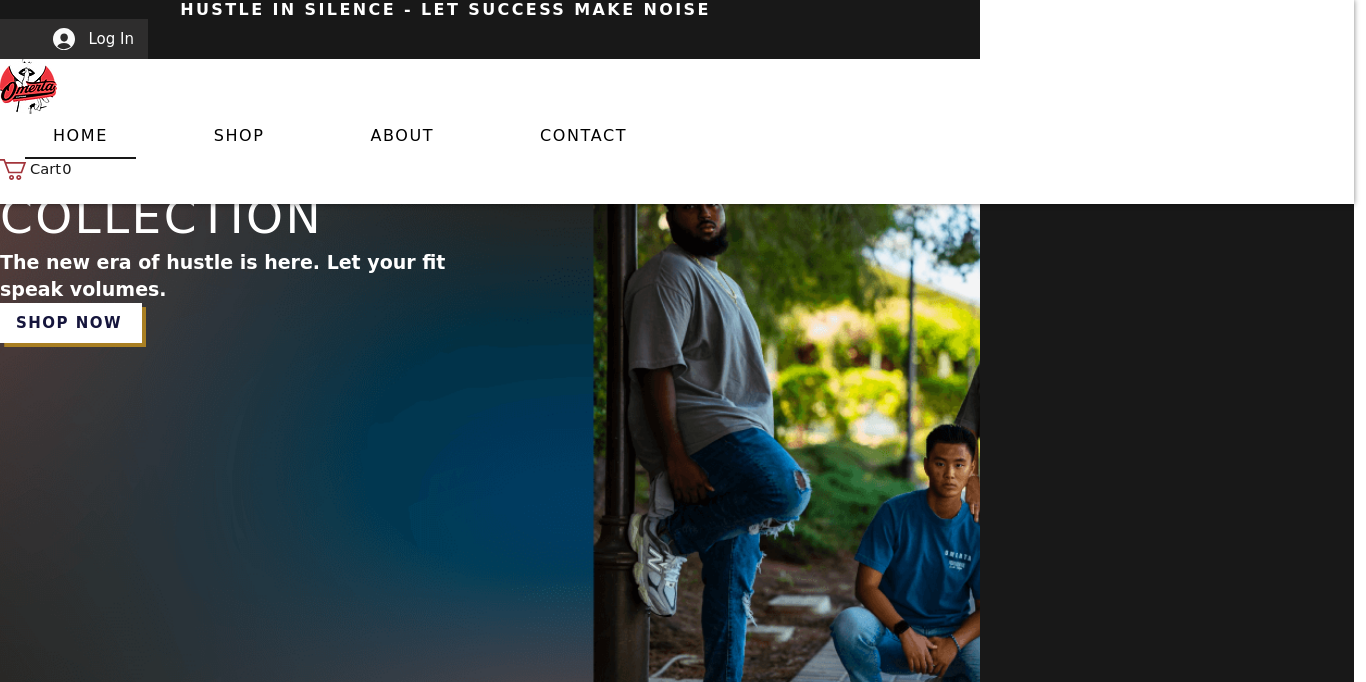 HUSTLE IN SILENCE - LET SUCCESS MAKE NOISE
Log In
Omerta
HOME
SHOP
ABOUT
CONTACT
Cart0
COLLECTION
The new era of hustle is here. Let your fit
speak volumes.
SHOP NOW
OMERTA